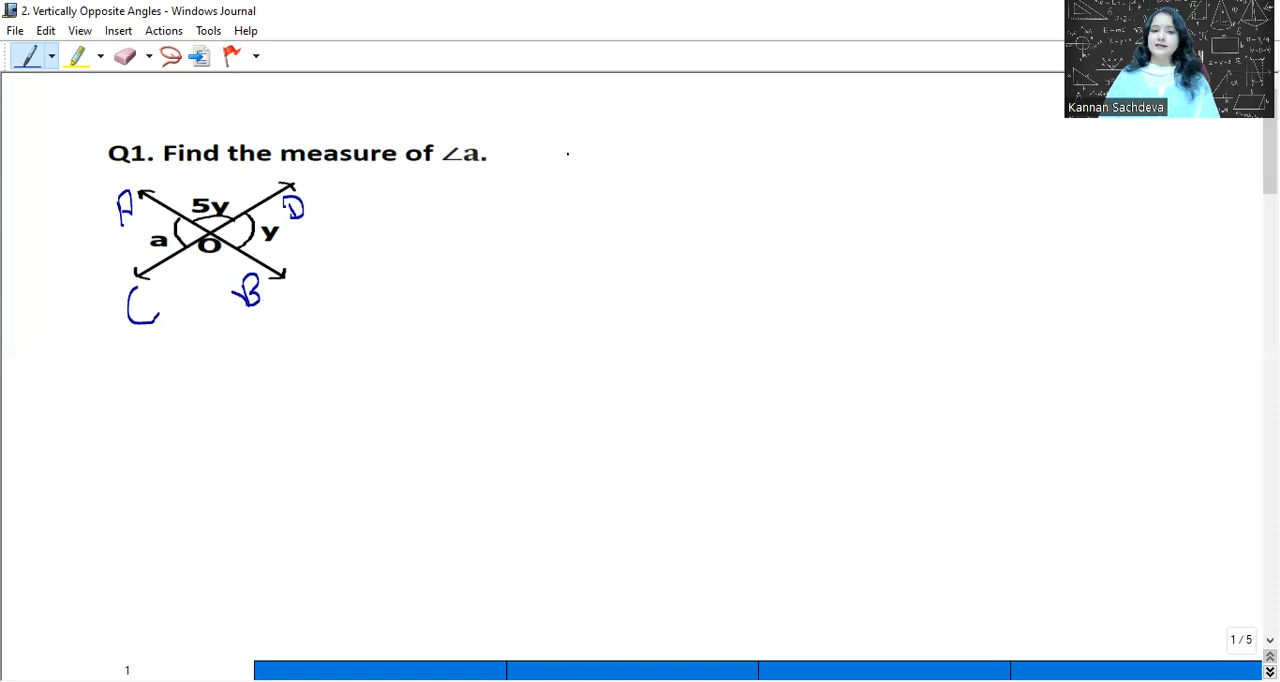 2. Vertically Opposite Angles - Windows Journal
File Edit View Insert Actions Tools Help
Kannan Sachdeva
Q1. Find the measure of ∠a.
A 5y D
a O y
C B
1 / 5
1